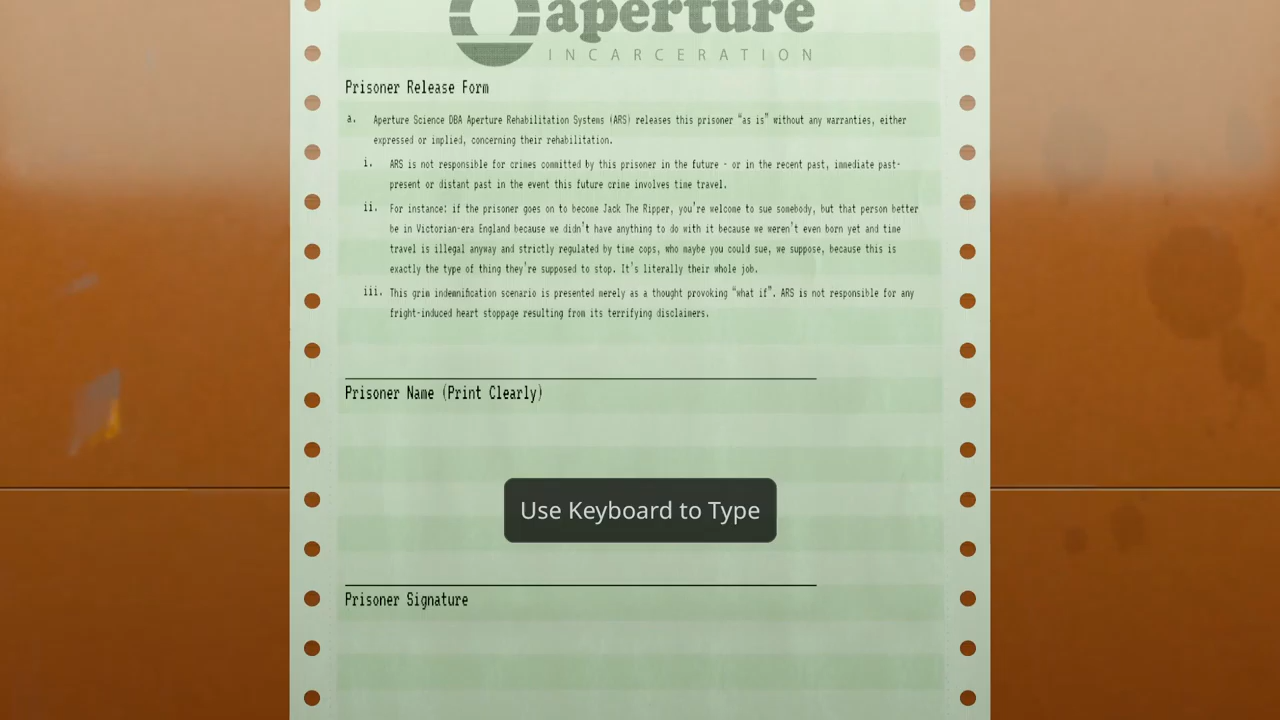 aperture
INCARCERATION
Prisoner Release Form
a. Aperture Science DBA Aperture Rehabilitation Systems (ARS) releases this prisoner “as is” without any warranties, either
expressed or implied, concerning their rehabilitation.
i. ARS is not responsible for crimes committed by this prisoner in the future - or in the recent past, immediate past-
present or distant past in the event this future crime involves time travel.
ii. For instance: if the prisoner goes on to become Jack The Ripper, you're welcome to sue somebody, but that person better
be in Victorian-era England because we didn't have anything to do with it because we weren't even born yet and time
travel is illegal anyway and strictly regulated by time cops, who maybe you could sue, we suppose, because this is
exactly the type of thing they're supposed to stop. It's literally their whole job.
iii. This grim indemnification scenario is presented merely as a thought provoking “what if”. ARS is not responsible for any
fright-induced heart stoppage resulting from its terrifying disclaimers.
Prisoner Name (Print Clearly)
Use Keyboard to Type
Prisoner Signature